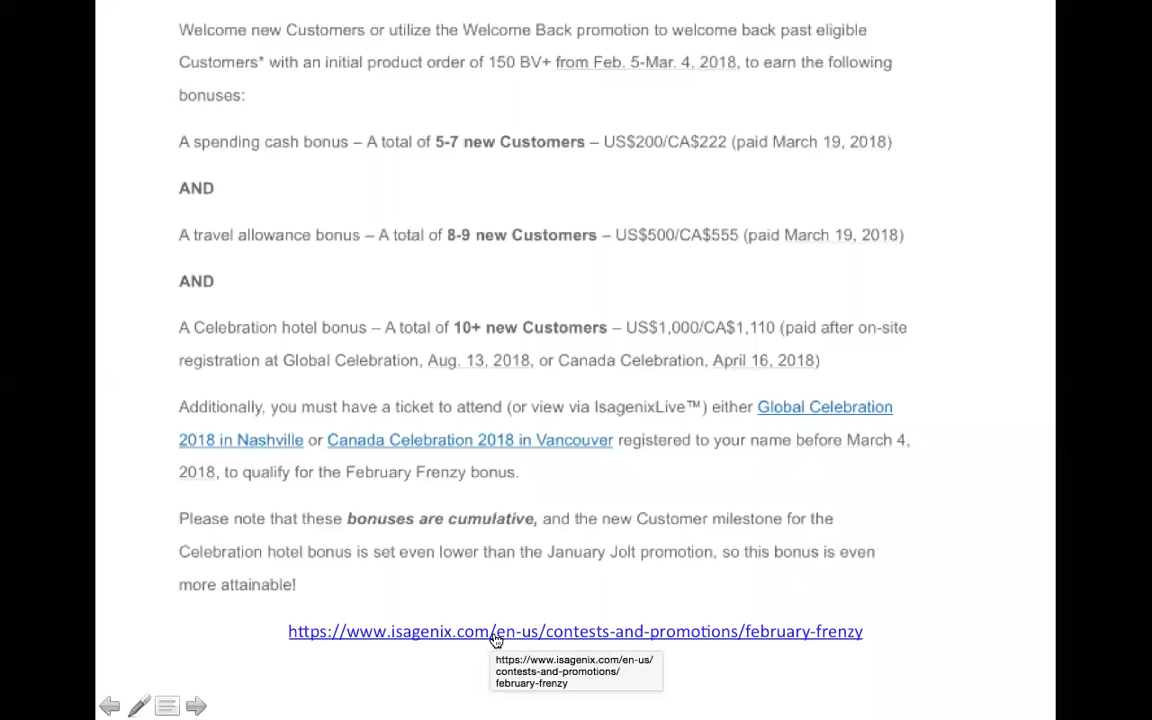 Welcome new Customers or utilize the Welcome Back promotion to welcome back past eligible
Customers* with an initial product order of 150 BV+ from Feb. 5-Mar. 4, 2018, to earn the following
bonuses:
A spending cash bonus – A total of 5-7 new Customers – US$200/CA$222 (paid March 19, 2018)
AND
A travel allowance bonus – A total of 8-9 new Customers – US$500/CA$555 (paid March 19, 2018)
AND
A Celebration hotel bonus – A total of 10+ new Customers – US$1,000/CA$1,110 (paid after on-site
registration at Global Celebration, Aug. 13, 2018, or Canada Celebration, April 16, 2018)
Additionally, you must have a ticket to attend (or view via IsagenixLive™) either Global Celebration
2018 in Nashville or Canada Celebration 2018 in Vancouver registered to your name before March 4,
2018, to qualify for the February Frenzy bonus.
Please note that these bonuses are cumulative, and the new Customer milestone for the
Celebration hotel bonus is set even lower than the January Jolt promotion, so this bonus is even
more attainable!
https://www.isagenix.com/en-us/contests-and-promotions/february-frenzy
https://www.isagenix.com/en-us/
contests-and-promotions/
february-frenzy